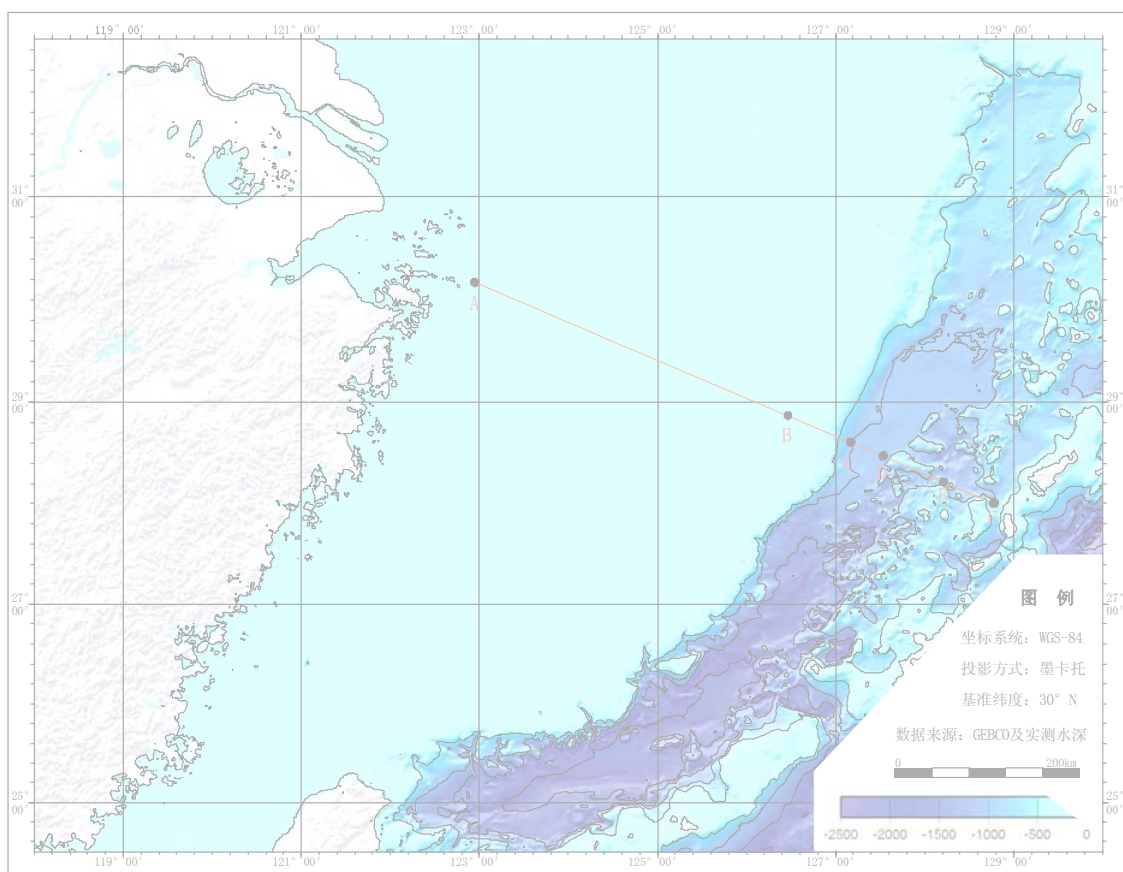 119° 00′ 121° 00′ 123° 00′ 125° 00′ 127° 00′ 129° 00′
31° 00′ 31° 00′
A
29° 00′ 29° 00′
B
C
E
27° 00′ 27° 00′
图 例
坐标系统: WGS-84
投影方式: 墨卡托
基准纬度: 30° N
数据来源: GEBCO及实测水深
0 200km
25° 00′ 25° 00′
-2500 -2000 -1500 -1000 -500 0
119° 00′ 121° 00′ 123° 00′ 125° 00′ 127° 00′ 129° 00′